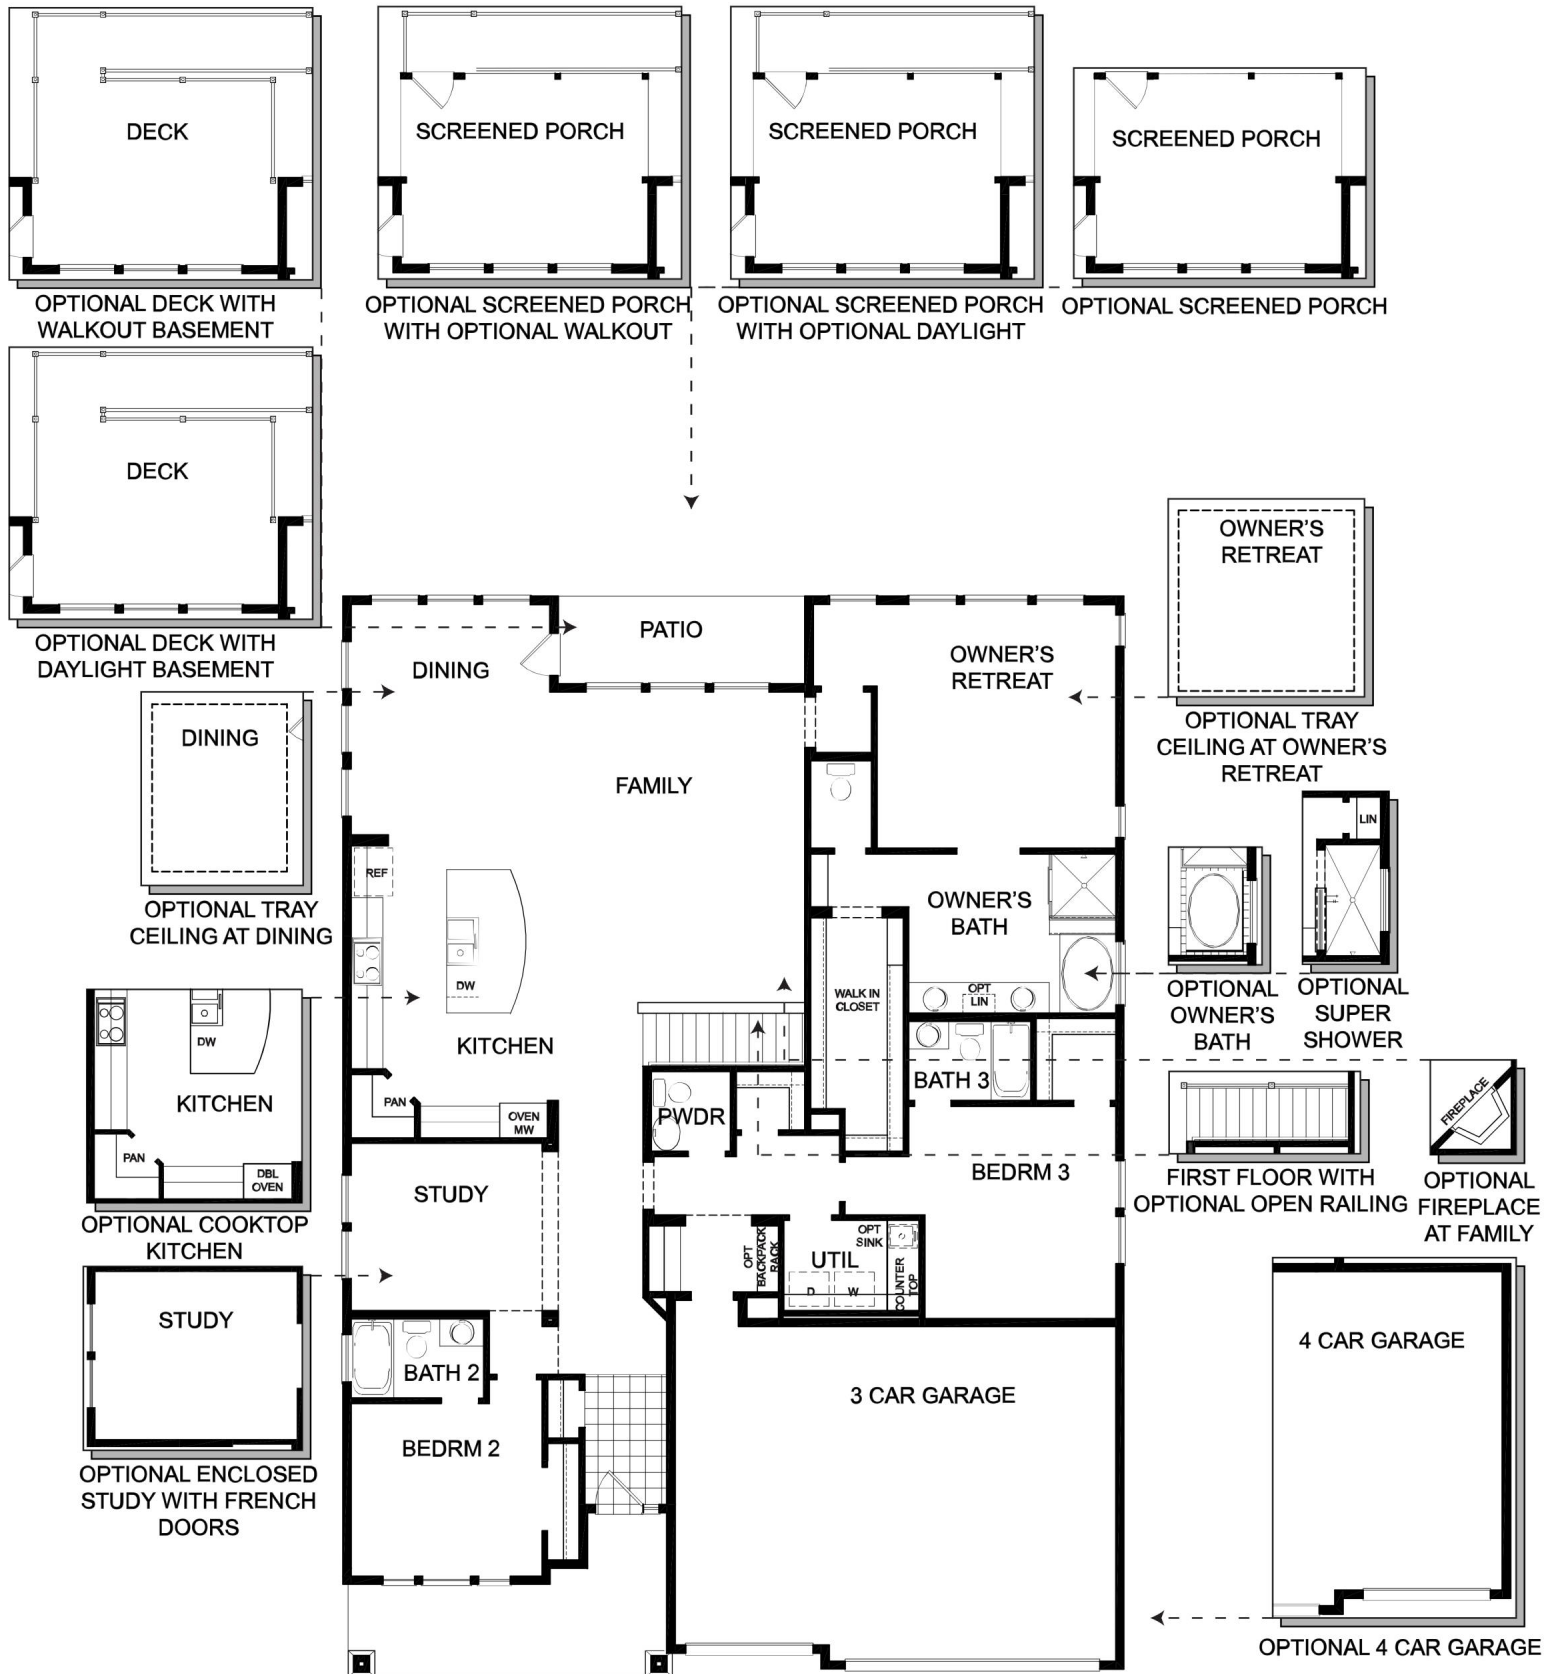 DECK
OPTIONAL DECK WITH
WALKOUT BASEMENT
SCREENED PORCH
OPTIONAL SCREENED PORCH
WITH OPTIONAL WALKOUT
SCREENED PORCH
OPTIONAL SCREENED PORCH
WITH OPTIONAL DAYLIGHT
SCREENED PORCH
OPTIONAL SCREENED PORCH
DECK
OPTIONAL DECK WITH
DAYLIGHT BASEMENT
OWNER'S
RETREAT
OPTIONAL TRAY
CEILING AT OWNER'S
RETREAT
DINING
OPTIONAL TRAY
CEILING AT DINING
PATIO
DINING
OWNER'S
RETREAT
FAMILY
REF
DW
KITCHEN
PAN
OVEN
MW
OWNER'S
BATH
WALK IN
CLOSET
OPT
LIN
BATH 3
PWDR
BEDRM 3
STUDY
OPT
BACKPACK
RACK
UTIL
OPT
SINK
D
W
COUNTER
TOP
BATH 2
BEDRM 2
3 CAR GARAGE
DW
KITCHEN
PAN
DBL
OVEN
OPTIONAL COOKTOP
KITCHEN
STUDY
OPTIONAL ENCLOSED
STUDY WITH FRENCH
DOORS
OPTIONAL
OWNER'S
BATH
LIN
OPTIONAL
SUPER
SHOWER
FIRST FLOOR WITH
OPTIONAL OPEN RAILING
FIREPLACE
OPTIONAL
FIREPLACE
AT FAMILY
4 CAR GARAGE
OPTIONAL 4 CAR GARAGE